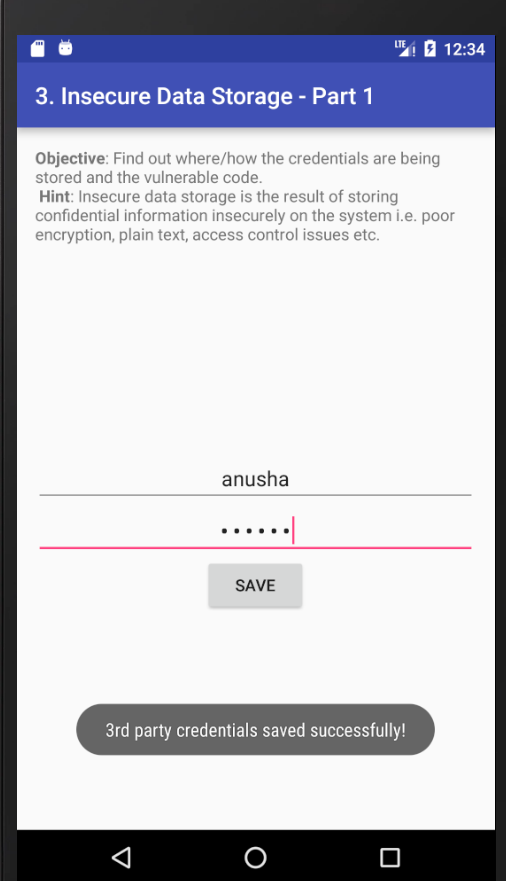 LTE 12:34
3. Insecure Data Storage - Part 1
Objective: Find out where/how the credentials are being
stored and the vulnerable code.
Hint: Insecure data storage is the result of storing
confidential information insecurely on the system i.e. poor
encryption, plain text, access control issues etc.
anusha
••••••
SAVE
3rd party credentials saved successfully!